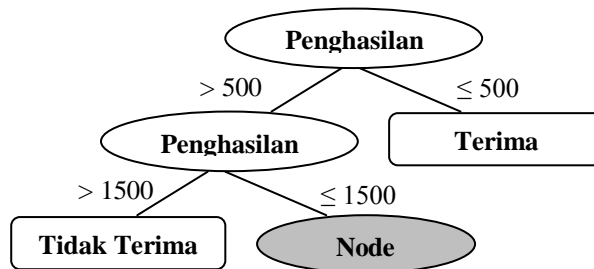 Penghasilan
> 500
≤ 500
Penghasilan
Terima
> 1500
≤ 1500
Tidak Terima
Node